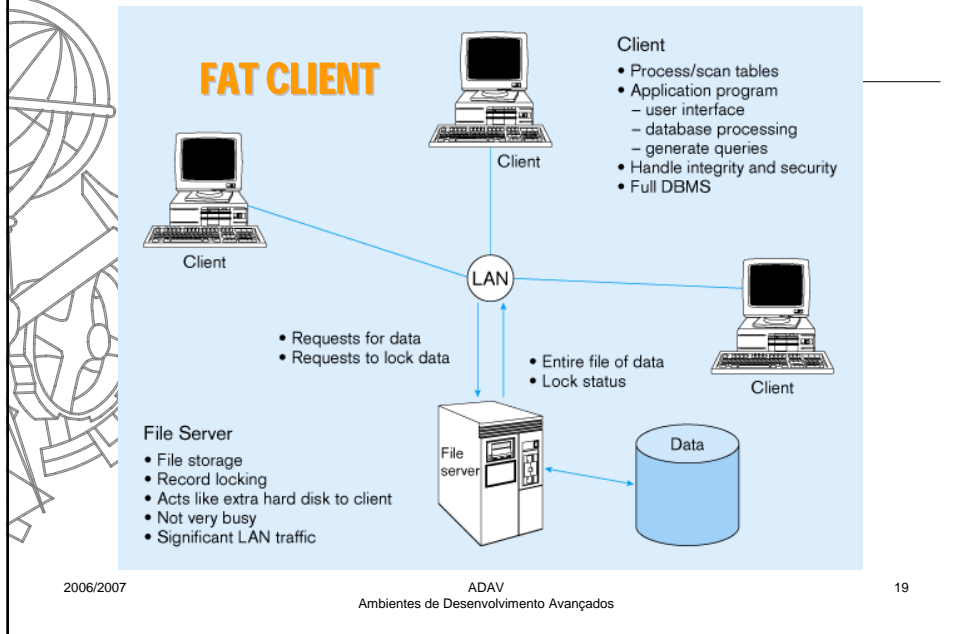 FAT CLIENT
Client
• Process/scan tables
• Application program
– user interface
– database processing
– generate queries
• Handle integrity and security
• Full DBMS
Client
Client
LAN
Client
• Requests for data
• Requests to lock data
• Entire file of data
• Lock status
File Server
• File storage
• Record locking
• Acts like extra hard disk to client
• Not very busy
• Significant LAN traffic
File
server
Data
2006/2007
ADAV
Ambientes de Desenvolvimento Avançados
19